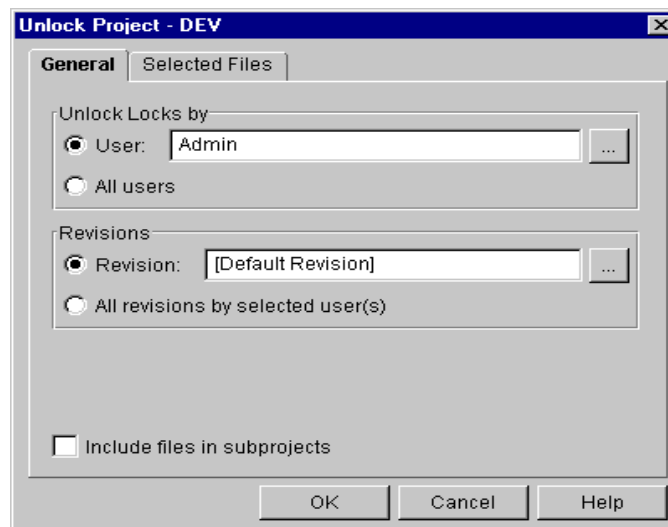 Unlock Project - DEV
General Selected Files
Unlock Locks by
User: Admin ...
All users
Revisions
Revision: [Default Revision] ...
All revisions by selected user(s)
Include files in subprojects
OK Cancel Help